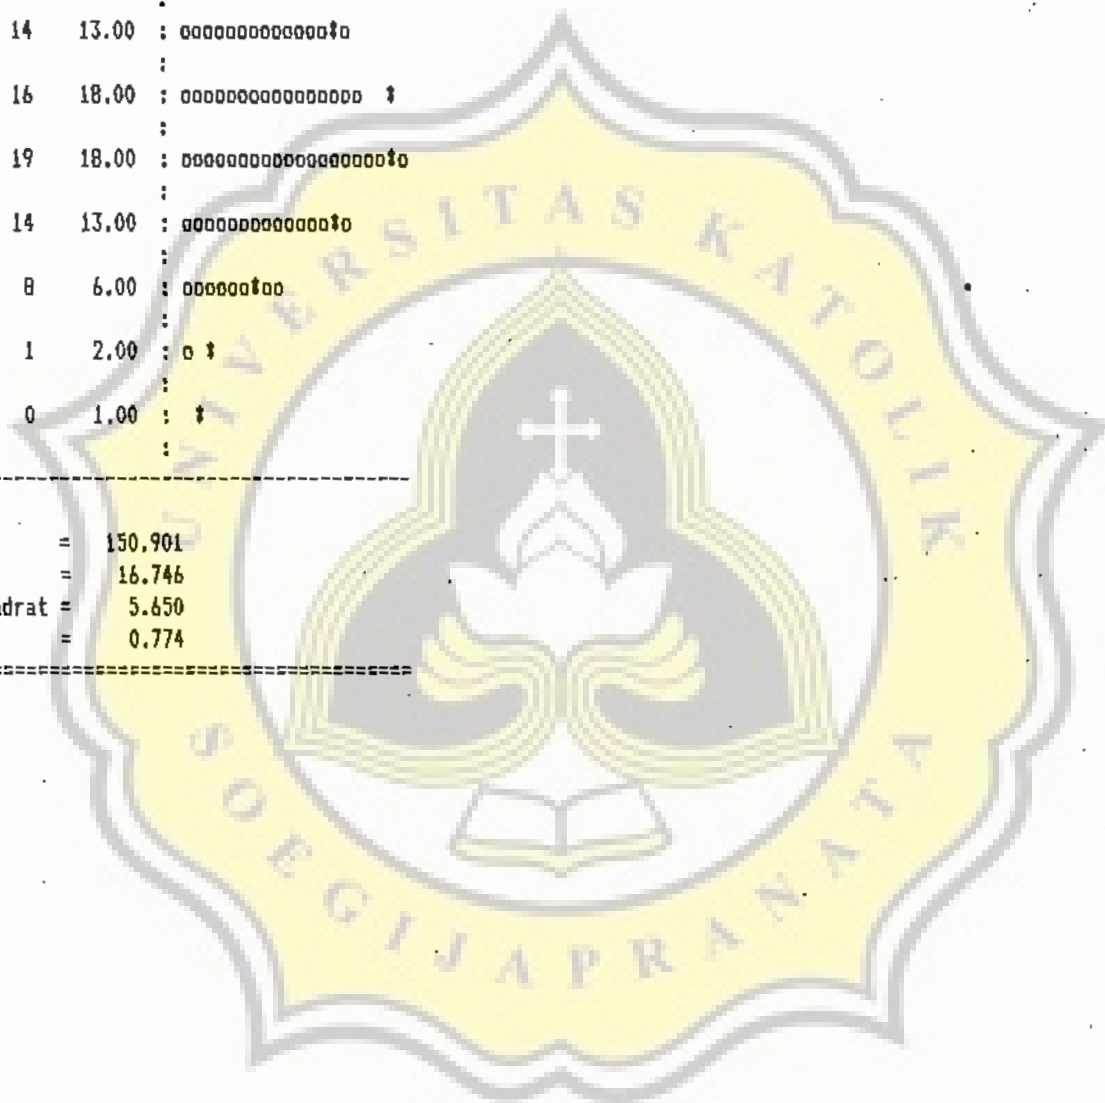 14 13.00 : ooooooooooooo*o
:
16 18.00 : oooooooooooooooo *
:
19 18.00 : oooooooooooooooooo*o
:
14 13.00 : ooooooooooooo*o
:
8 6.00 : oooooo*oo
:
1 2.00 : o *
:
0 1.00 : *
:
----------------------------------------
= 150.901
= 16.746
drat = 5.650
= 0.774
========================================
UNIVERSITAS KATOLIK
SOEGIJAPRANATA